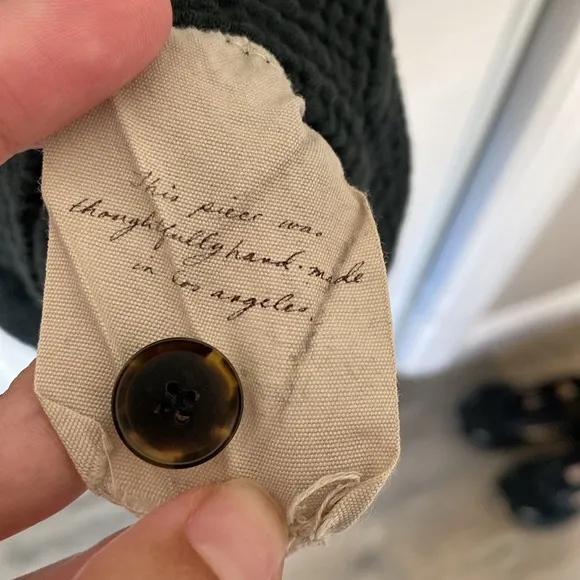 this piece was
thoughtfully hand-made
in los angeles.